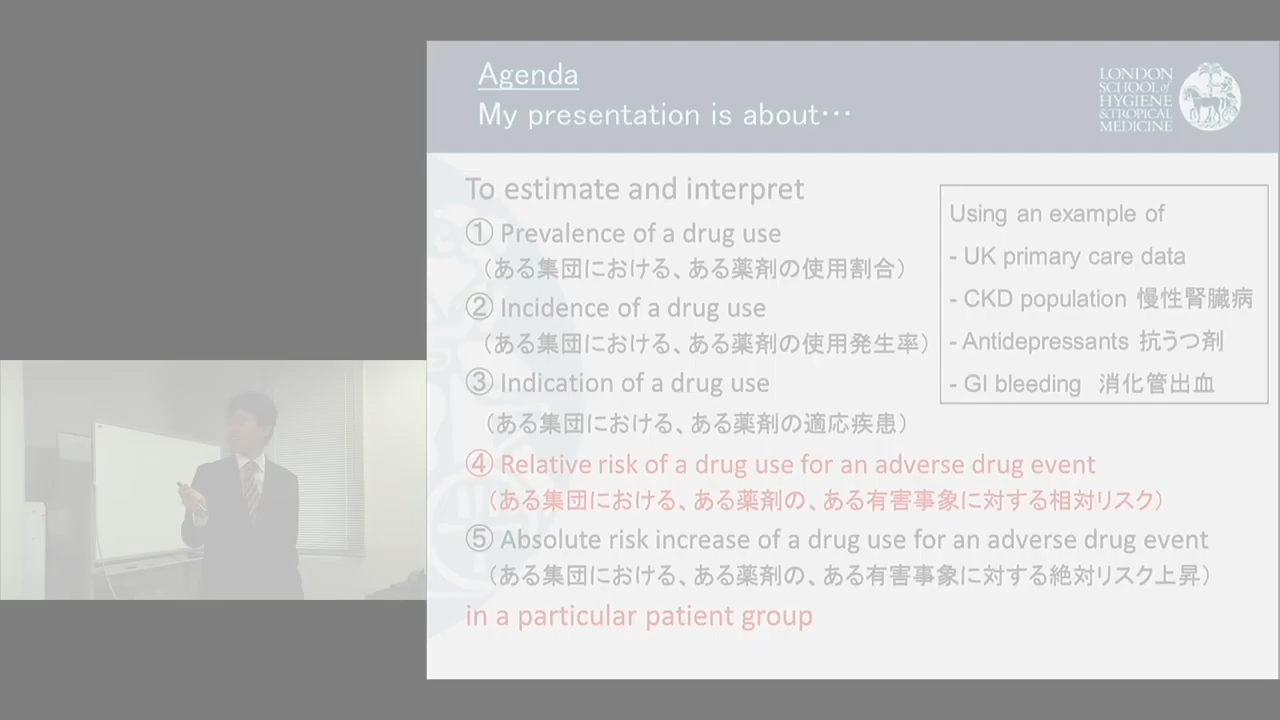 Agenda
My presentation is about…
LONDON
SCHOOL of
HYGIENE
& TROPICAL
MEDICINE
To estimate and interpret
① Prevalence of a drug use
（ある集団における、ある薬剤の使用割合）
② Incidence of a drug use
（ある集団における、ある薬剤の使用発生率）
③ Indication of a drug use
（ある集団における、ある薬剤の適応疾患）
④ Relative risk of a drug use for an adverse drug event
（ある集団における、ある薬剤の、ある有害事象に対する相対リスク）
⑤ Absolute risk increase of a drug use for an adverse drug event
（ある集団における、ある薬剤の、ある有害事象に対する絶対リスク上昇）
in a particular patient group
Using an example of
- UK primary care data
- CKD population 慢性腎臓病
- Antidepressants 抗うつ剤
- GI bleeding 消化管出血